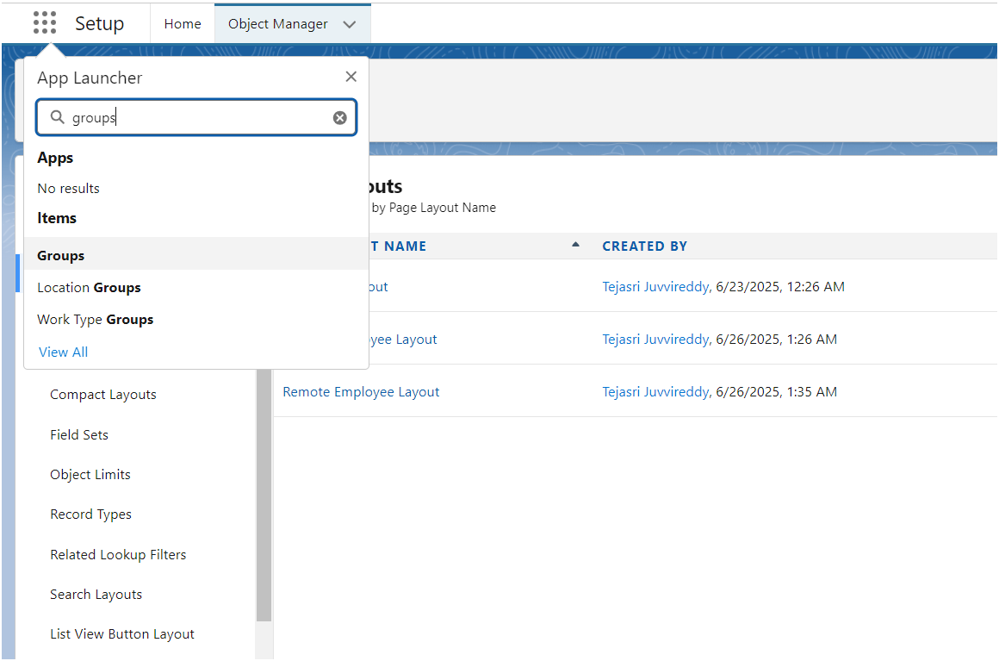 Setup Home Object Manager
App Launcher
groups
Apps
No results
Items
Groups
Location Groups
Work Type Groups
View All
Compact Layouts
Field Sets
Object Limits
Record Types
Related Lookup Filters
Search Layouts
List View Button Layout
outs
by Page Layout Name
T NAME CREATED BY
out Tejasri Juvvireddy, 6/23/2025, 12:26 AM
yee Layout Tejasri Juvvireddy, 6/26/2025, 1:26 AM
Remote Employee Layout Tejasri Juvvireddy, 6/26/2025, 1:35 AM